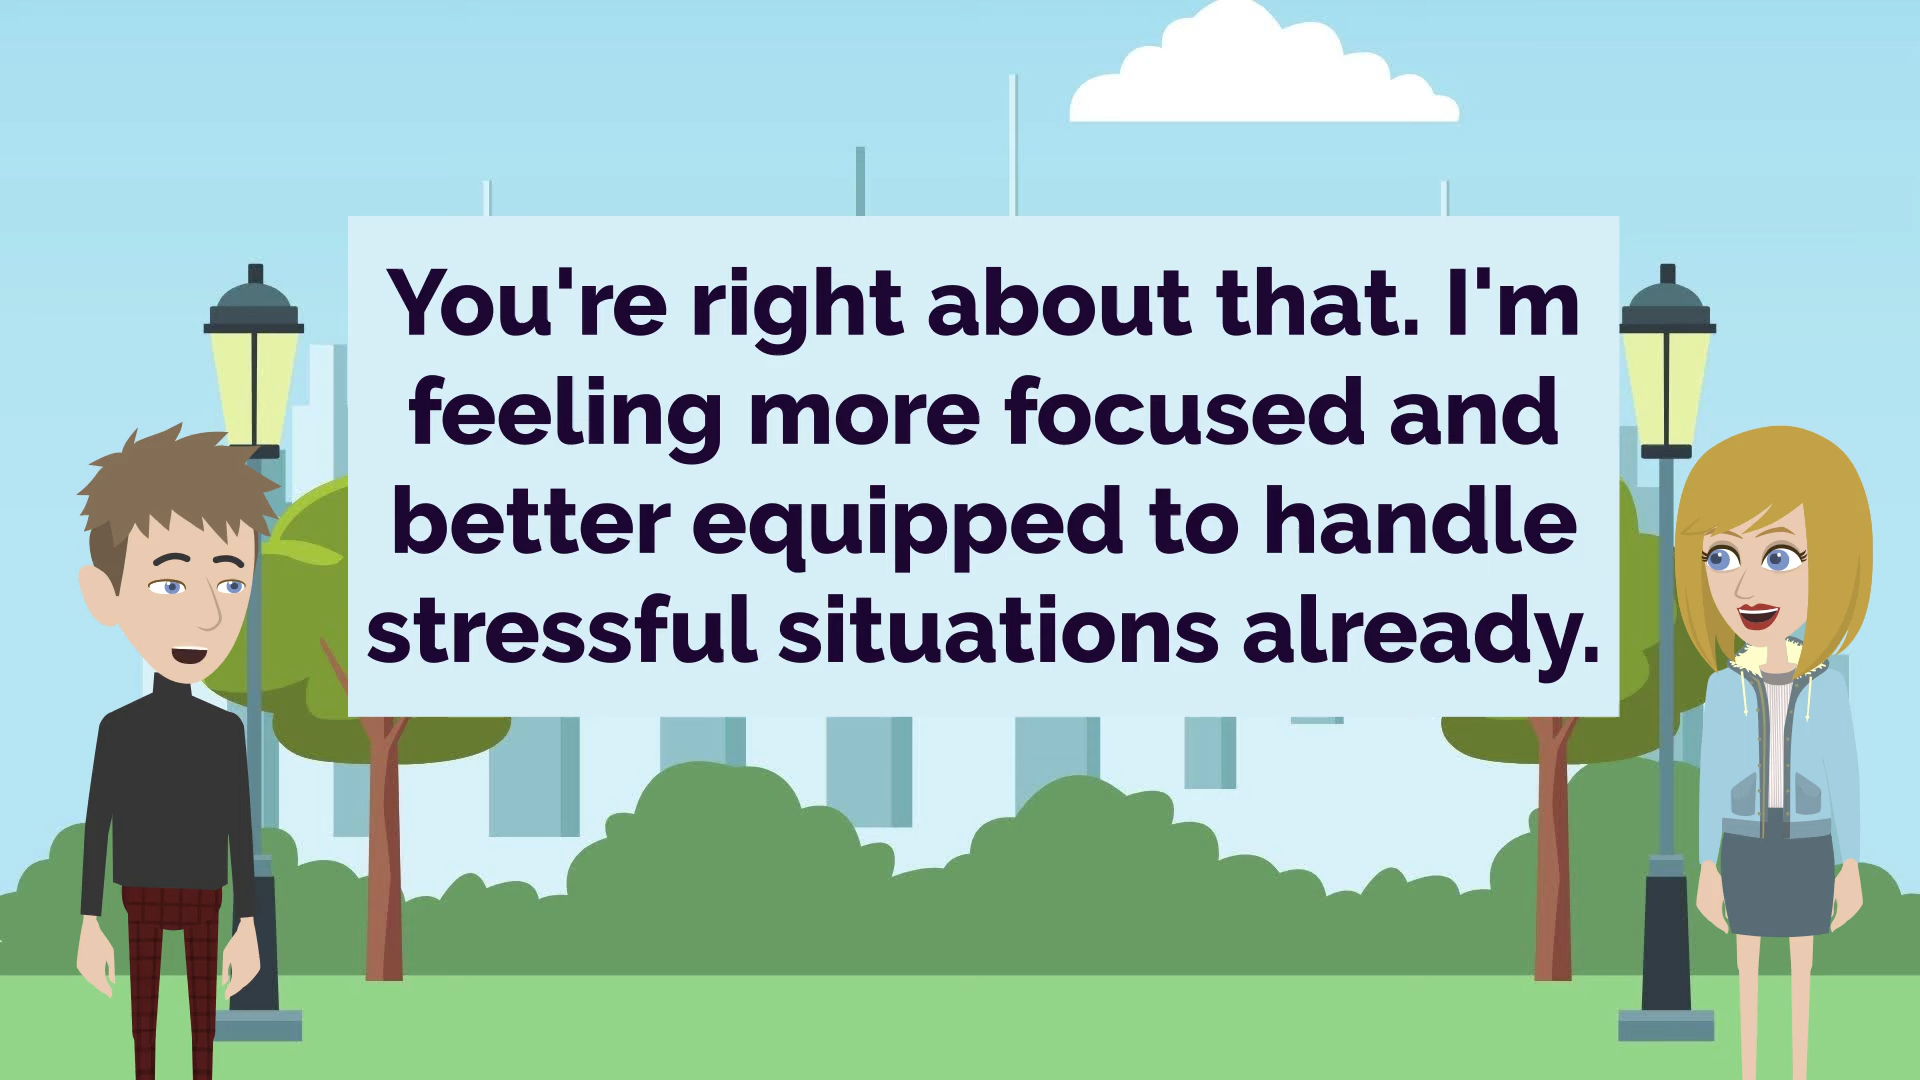 You're right about that. I'm
feeling more focused and
better equipped to handle
stressful situations already.